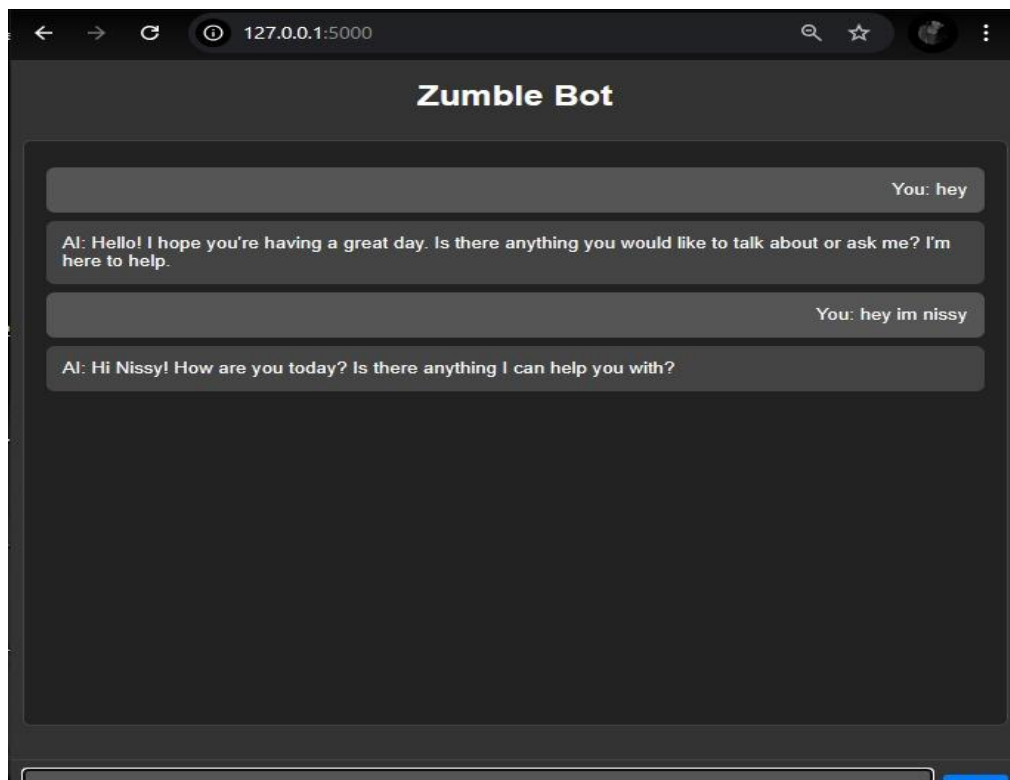 127.0.0.1:5000
Zumble Bot
You: hey
AI: Hello! I hope you're having a great day. Is there anything you would like to talk about or ask me? I'm
here to help.
You: hey im nissy
AI: Hi Nissy! How are you today? Is there anything I can help you with?